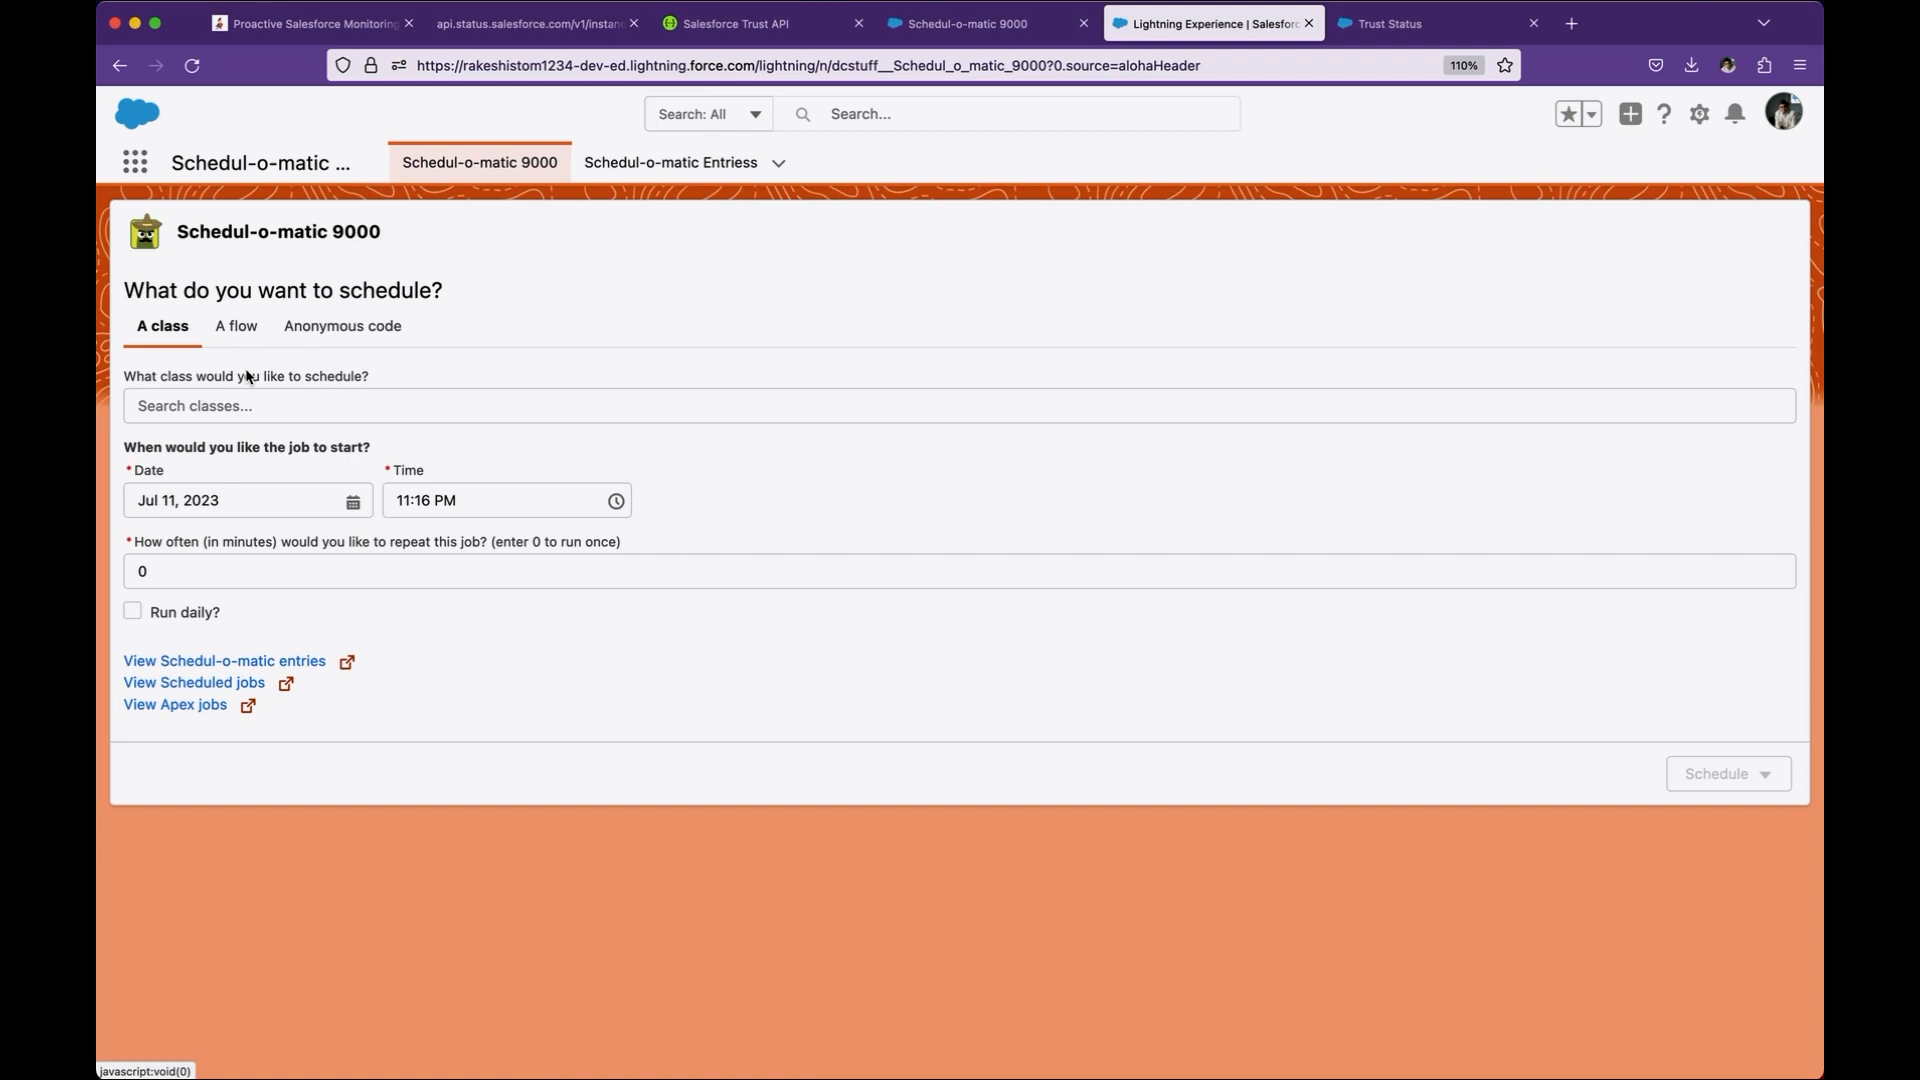 Proactive Salesforce Monitoring
api.status.salesforce.com/v1/instanc
Salesforce Trust API
Schedul-o-matic 9000
Lightning Experience | Salesforc
Trust Status
https://rakeshistom1234-dev-ed.lightning.force.com/lightning/n/dcstuff__Schedul_o_matic_9000?0.source=alohaHeader
110%
Search: All
Search...
Schedul-o-matic ...
Schedul-o-matic 9000
Schedul-o-matic Entriess
Schedul-o-matic 9000
What do you want to schedule?
A class
A flow
Anonymous code
What class would you like to schedule?
Search classes...
When would you like the job to start?
* Date
* Time
Jul 11, 2023
11:16 PM
* How often (in minutes) would you like to repeat this job? (enter 0 to run once)
0
Run daily?
View Schedul-o-matic entries
View Scheduled jobs
View Apex jobs
Schedule
javascript:void(0)